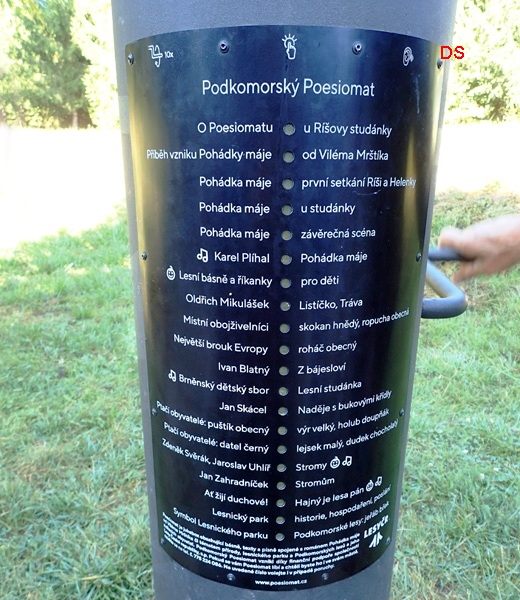 DS
10x
Podkomorský Poesiomat
O Poesiomatu u Ríšovy studánky
Příběh vzniku Pohádky máje od Viléma Mrštíka
Pohádka máje první setkání Ríši a Helenky
Pohádka máje u studánky
Pohádka máje závěrečná scéna
Karel Plíhal Pohádka máje
Lesní básně a říkanky pro děti
Oldřich Mikulášek Listíčko, Tráva
Místní obojživelníci skokan hnědý, ropucha obecná
Největší brouk Evropy roháč obecný
Ivan Blatný Z bájesloví
Brněnský dětský sbor Lesní studánka
Jan Skácel Naděje s bukovými křídly
Ptačí obyvatelé: puštík obecný výr velký, holub doupňák
Ptačí obyvatelé: datel černý lejsek malý, dudek chocholatý
Zdeněk Svěrák, Jaroslav Uhlíř Stromy
Jan Zahradníček Stromům
Ať žijí duchové! Hajný je lesa pán
Lesnický park historie, hospodaření, poslání
Symbol Lesnického parku Podkomorské lesy: jeřáb břek
LESYČR
www.poesiomat.cz